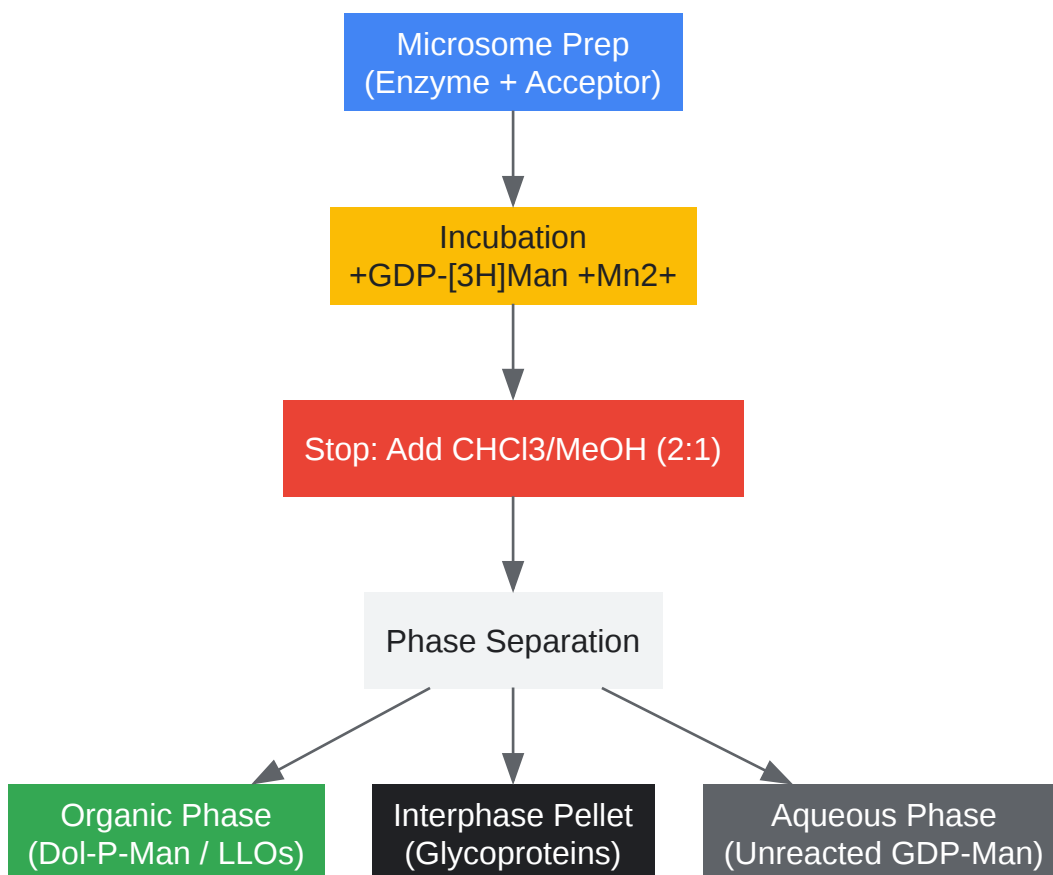 Microsome Prep
(Enzyme + Acceptor)
Incubation
+GDP-[3H]Man +Mn2+
Stop: Add CHCl3/MeOH (2:1)
Phase Separation
Organic Phase
(Dol-P-Man / LLOs)
Interphase Pellet
(Glycoproteins)
Aqueous Phase
(Unreacted GDP-Man)